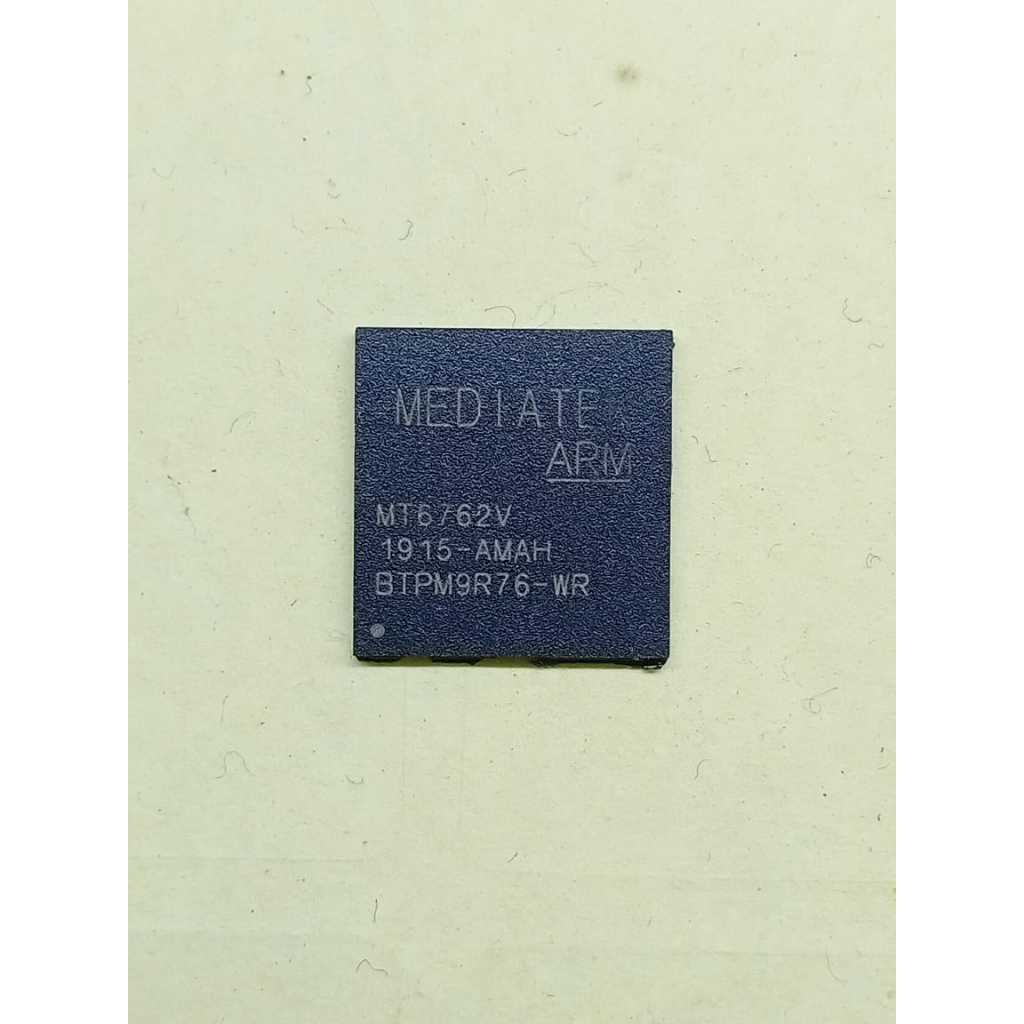 MEDIATEK
ARM
MT6762V
1915-AMAH
BTPM9R76-WR